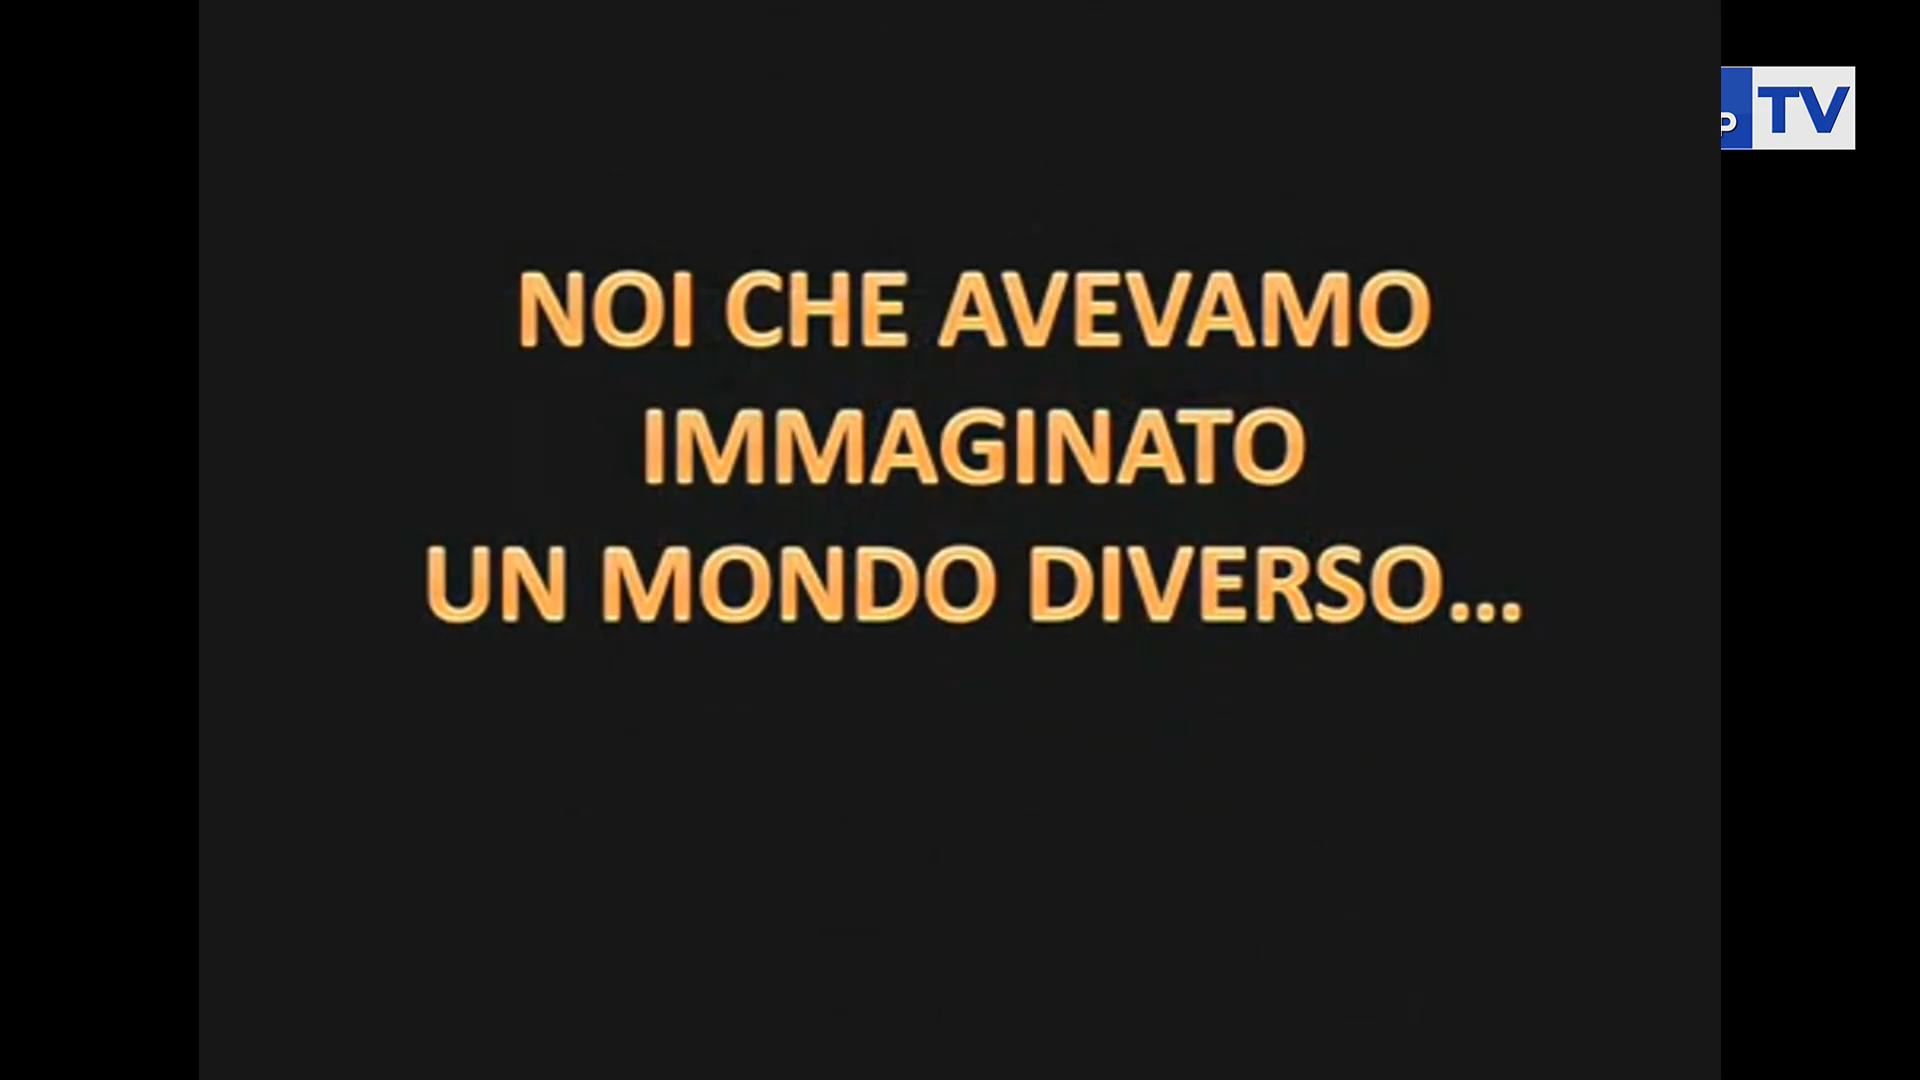 NOI CHE AVEVAMO
IMMAGINATO
UN MONDO DIVERSO...
P TV